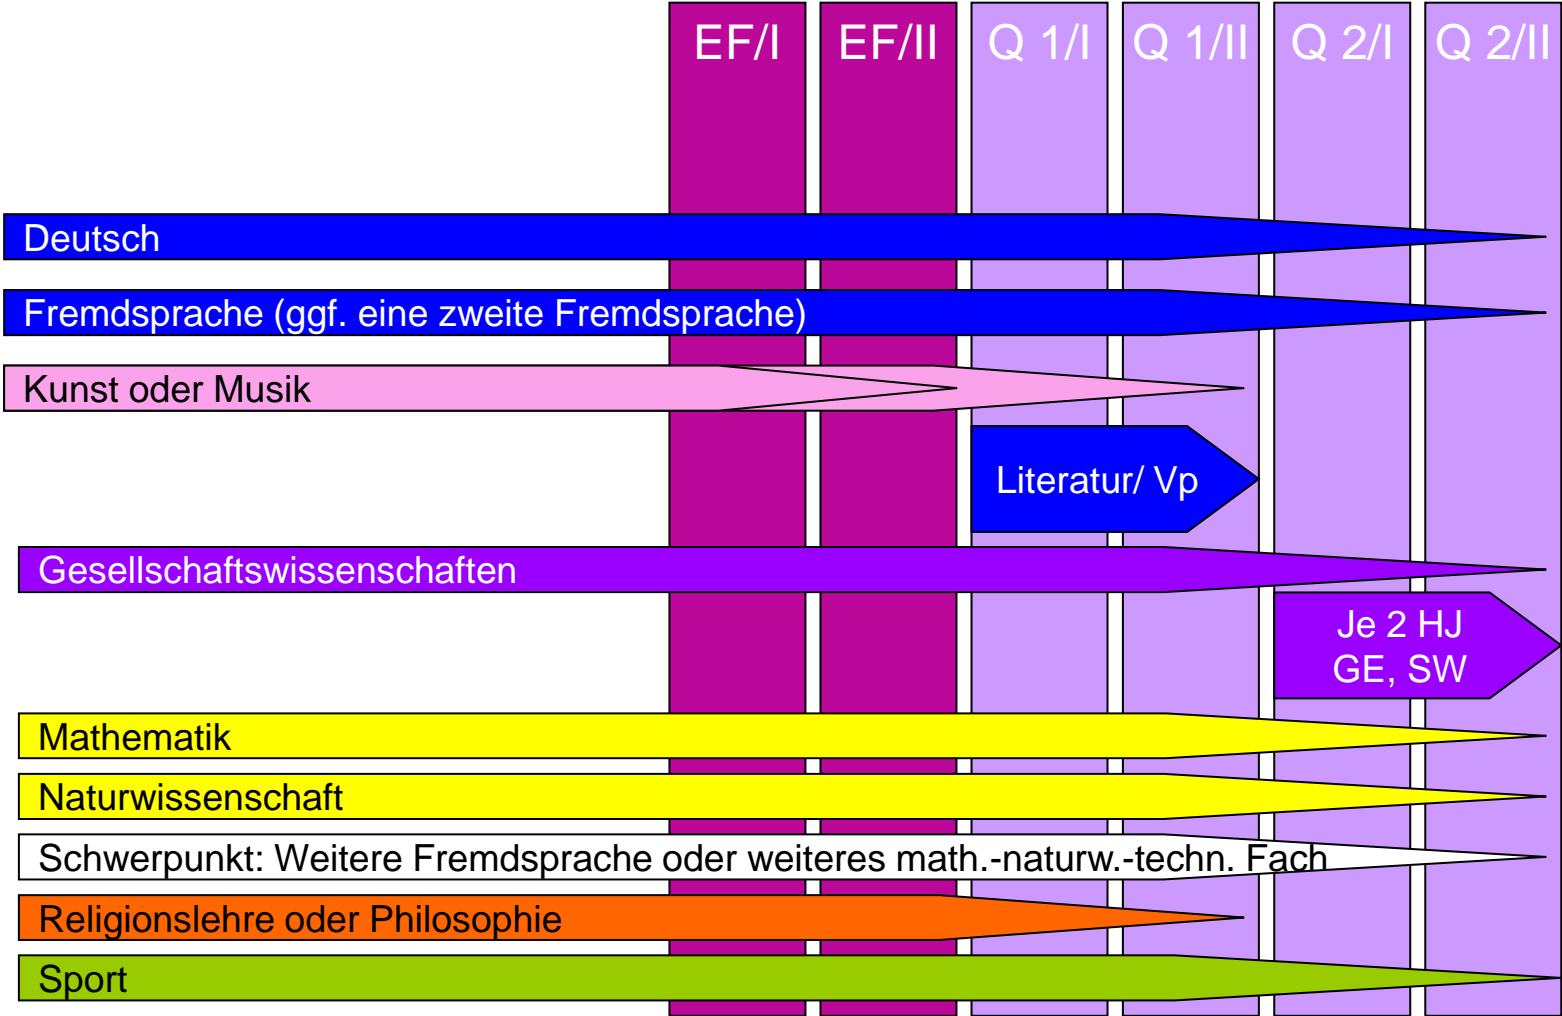 EF/I EF/II Q 1/I Q 1/II Q 2/I Q 2/II
Deutsch
Fremdsprache (ggf. eine zweite Fremdsprache)
Kunst oder Musik
Literatur/ Vp
Gesellschaftswissenschaften
Je 2 HJ
GE, SW
Mathematik
Naturwissenschaft
Schwerpunkt: Weitere Fremdsprache oder weiteres math.-naturw.-techn. Fach
Religionslehre oder Philosophie
Sport